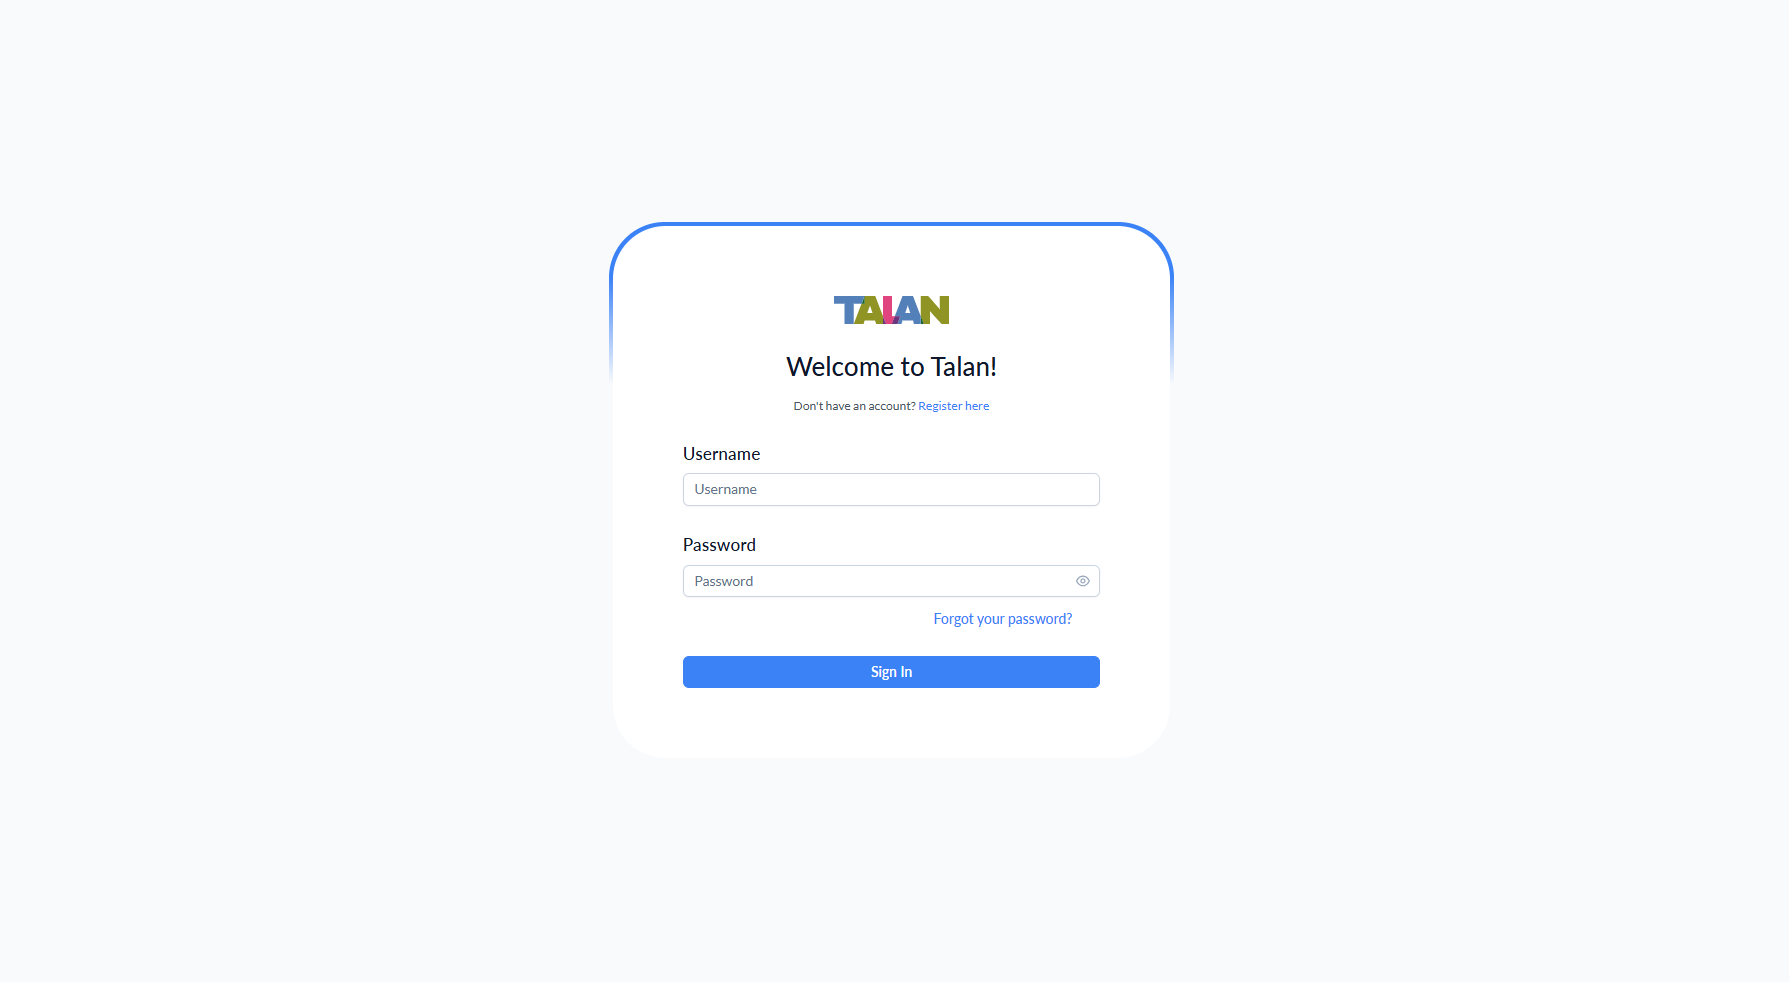 TALAN
Welcome to Talan!
Don't have an account? Register here
Username
Username
Password
Password
Forgot your password?
Sign In